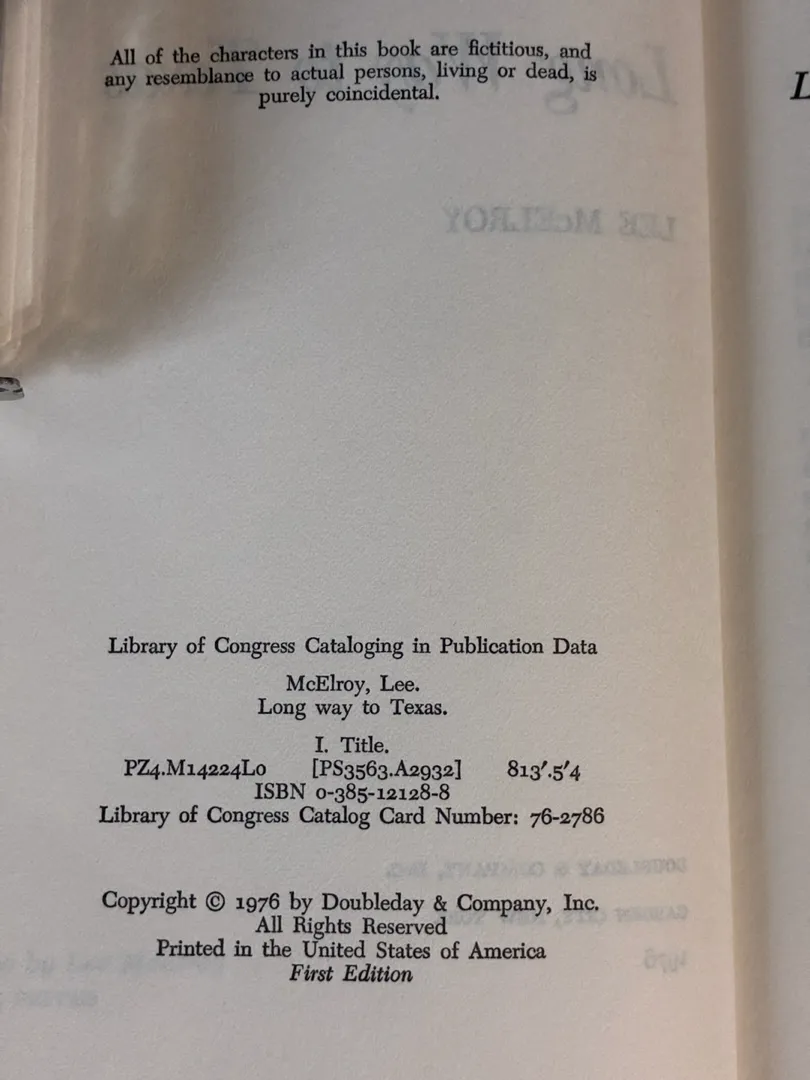 All of the characters in this book are fictitious, and
any resemblance to actual persons, living or dead, is
purely coincidental.
LEE McELROY
Library of Congress Cataloging in Publication Data
McElroy, Lee.
Long way to Texas.
I. Title.
PZ4.M14224Lo [PS3563.A2932] 813′.5′4
ISBN 0-385-12128-8
Library of Congress Catalog Card Number: 76-2786
Copyright © 1976 by Doubleday & Company, Inc.
All Rights Reserved
Printed in the United States of America
First Edition